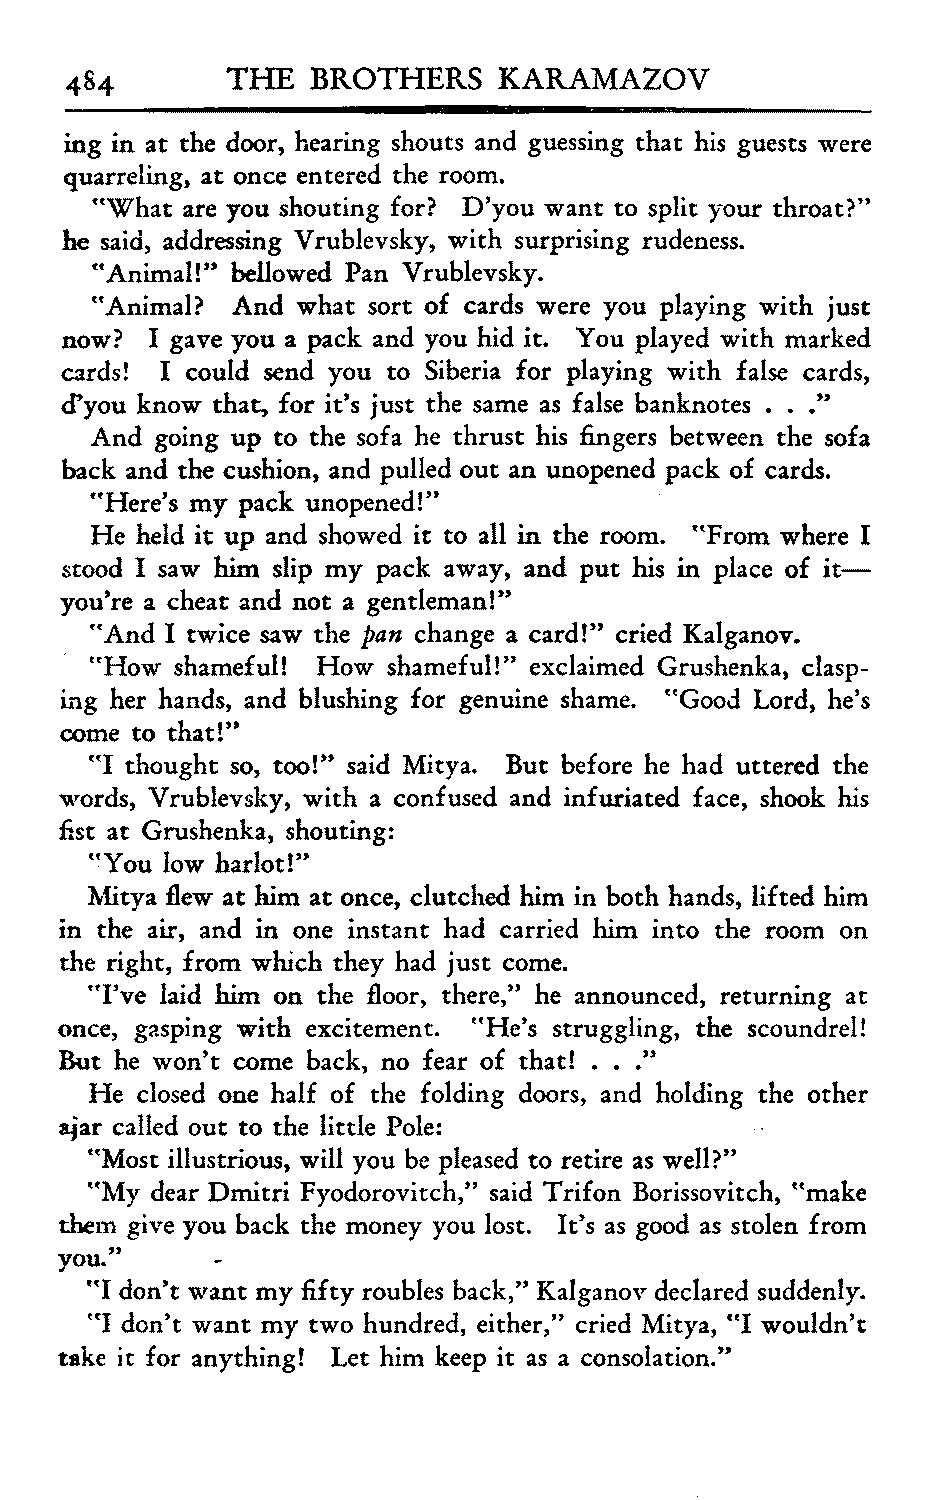 484 THE BROTHERS KARAMAZOV
ing in at the door, hearing shouts and guessing that his guests were
quarreling, at once entered the room.
"What are you shouting for? D'you want to split your throat?"
he said, addressing Vrublevsky, with surprising rudeness.
"Animal!" bellowed Pan Vrublevsky.
"Animal? And what sort of cards were you playing with just
now? I gave you a pack and you hid it. You played with marked
cards! I could send you to Siberia for playing with false cards,
d'you know that, for it's just the same as false banknotes . . ."
And going up to the sofa he thrust his fingers between the sofa
back and the cushion, and pulled out an unopened pack of cards.
"Here's my pack unopened!"
He held it up and showed it to all in the room. "From where I
stood I saw him slip my pack away, and put his in place of it—
you're a cheat and not a gentleman!"
"And I twice saw the pan change a card!" cried Kalganov.
"How shameful! How shameful!" exclaimed Grushenka, clasp-
ing her hands, and blushing for genuine shame. "Good Lord, he's
come to that!"
"I thought so, too!" said Mitya. But before he had uttered the
words, Vrublevsky, with a confused and infuriated face, shook his
fist at Grushenka, shouting:
"You low harlot!"
Mitya flew at him at once, clutched him in both hands, lifted him
in the air, and in one instant had carried him into the room on
the right, from which they had just come.
"I've laid him on the floor, there," he announced, returning at
once, gasping with excitement. "He's struggling, the scoundrel!
But he won't come back, no fear of that! . . ."
He closed one half of the folding doors, and holding the other
ajar called out to the little Pole:
"Most illustrious, will you be pleased to retire as well?"
"My dear Dmitri Fyodorovitch," said Trifon Borissovitch, "make
them give you back the money you lost. It's as good as stolen from
you."
"I don't want my fifty roubles back," Kalganov declared suddenly.
"I don't want my two hundred, either," cried Mitya, "I wouldn't
take it for anything! Let him keep it as a consolation."